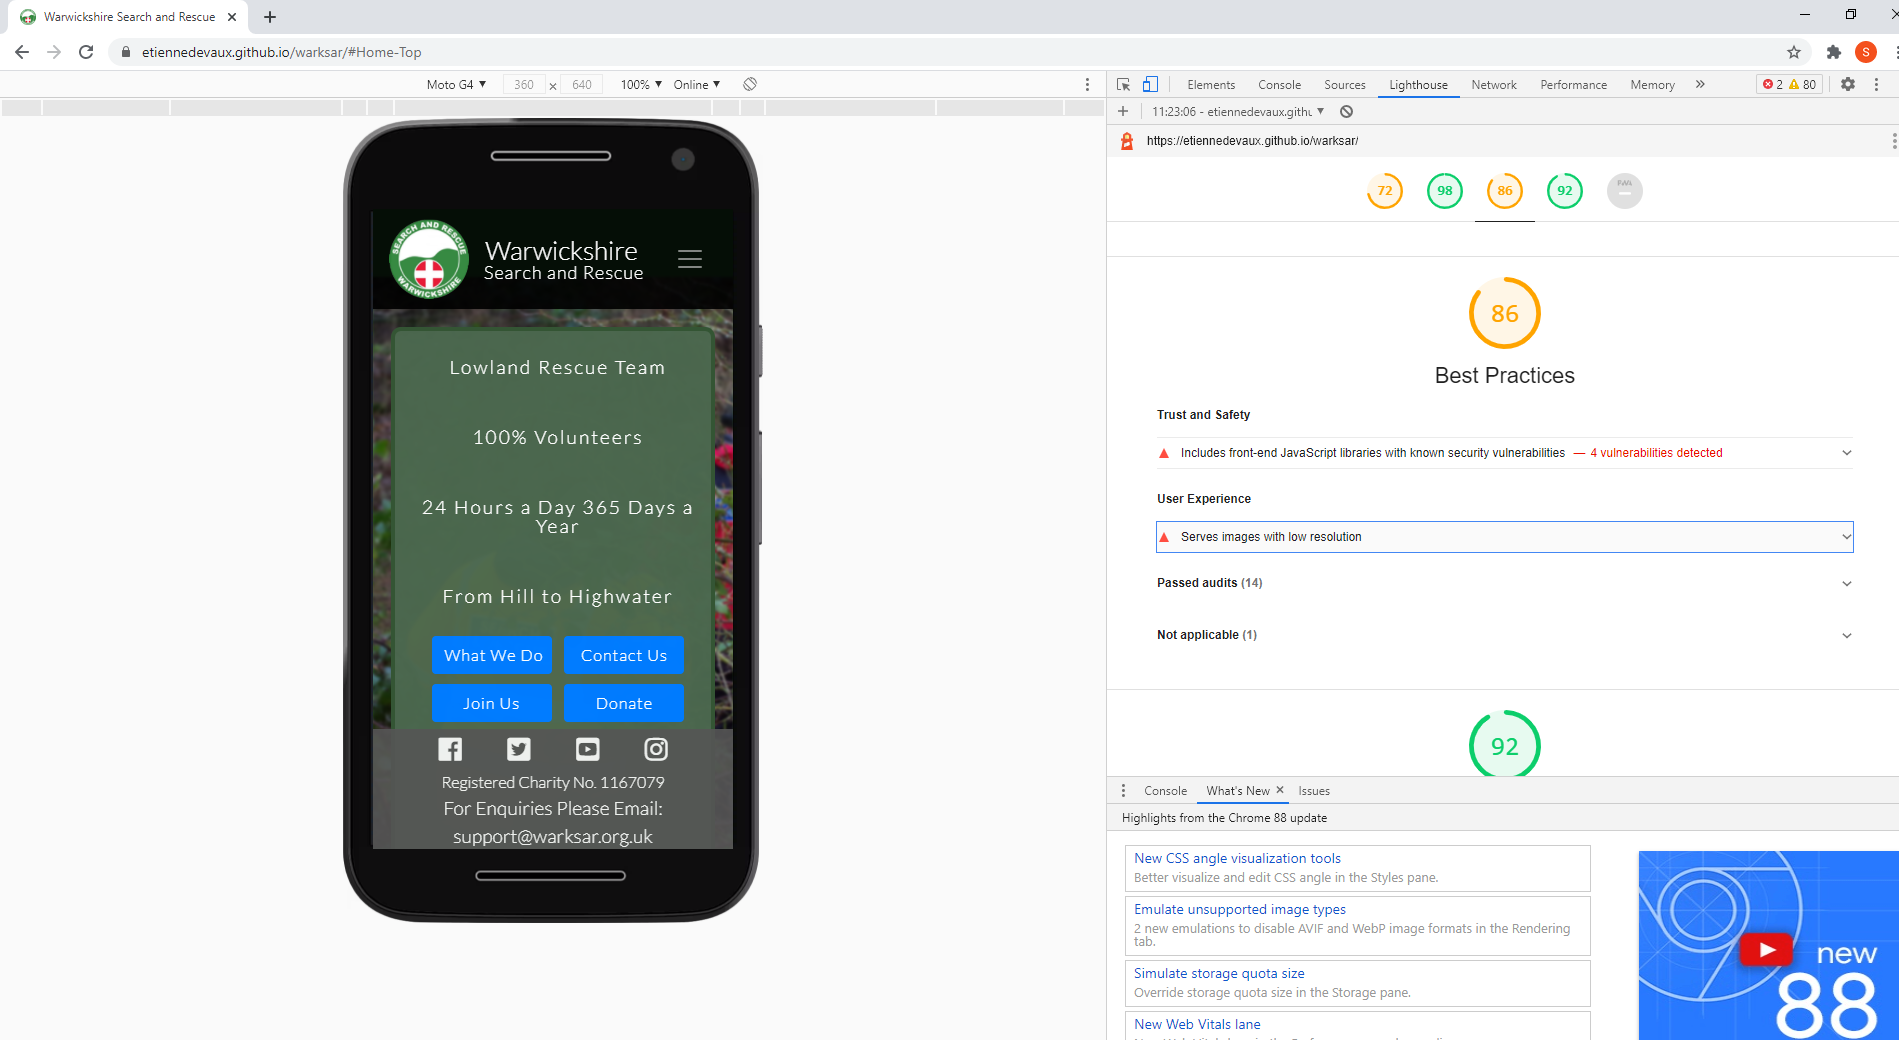 Warwickshire Search and Rescue
etiennedevaux.github.io/warksar/#Home-Top
S
Moto G4 ▼ 360 × 640 100% ▼ Online ▼
Elements Console Sources Lighthouse Network Performance Memory » 2 80
11:23:06 - etiennedevaux.githu ▼
https://etiennedevaux.github.io/warksar/
72 98 86 92 PWA
86
Best Practices
Trust and Safety
Includes front-end JavaScript libraries with known security vulnerabilities — 4 vulnerabilities detected
User Experience
Serves images with low resolution
Passed audits (14)
Not applicable (1)
92
SEARCH AND RESCUE
WARWICKSHIRE
Warwickshire
Search and Rescue
Lowland Rescue Team
100% Volunteers
24 Hours a Day 365 Days a
Year
From Hill to Highwater
What We Do Contact Us
Join Us Donate
Registered Charity No. 1167079
For Enquiries Please Email:
support@warksar.org.uk
Console What's New × Issues
Highlights from the Chrome 88 update
New CSS angle visualization tools
Better visualize and edit CSS angle in the Styles pane.
Emulate unsupported image types
2 new emulations to disable AVIF and WebP image formats in the Rendering
tab.
Simulate storage quota size
Override storage quota size in the Storage pane.
New Web Vitals lane
new
88